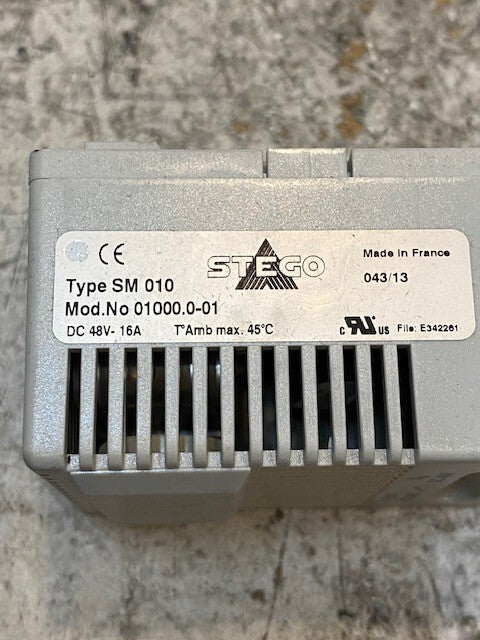 CE
STEGO
Made in France
043/13
Type SM 010
Mod.No 01000.0-01
DC 48V- 16A T°Amb max. 45°C
c RU US File: E342261